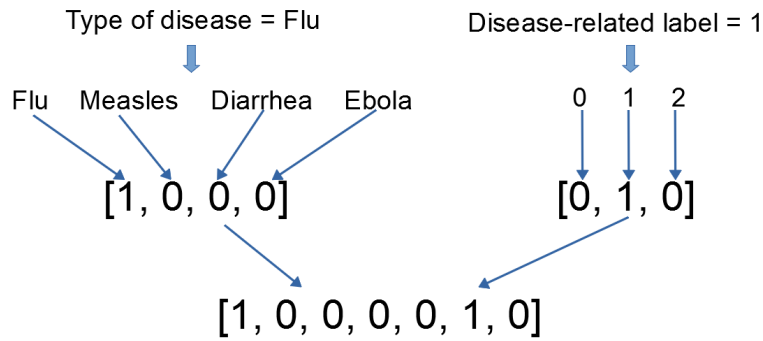 Type of disease = Flu
Disease-related label = 1
Flu Measles Diarrhea Ebola
0 1 2
[1, 0, 0, 0]
[0, 1, 0]
[1, 0, 0, 0, 0, 1, 0]